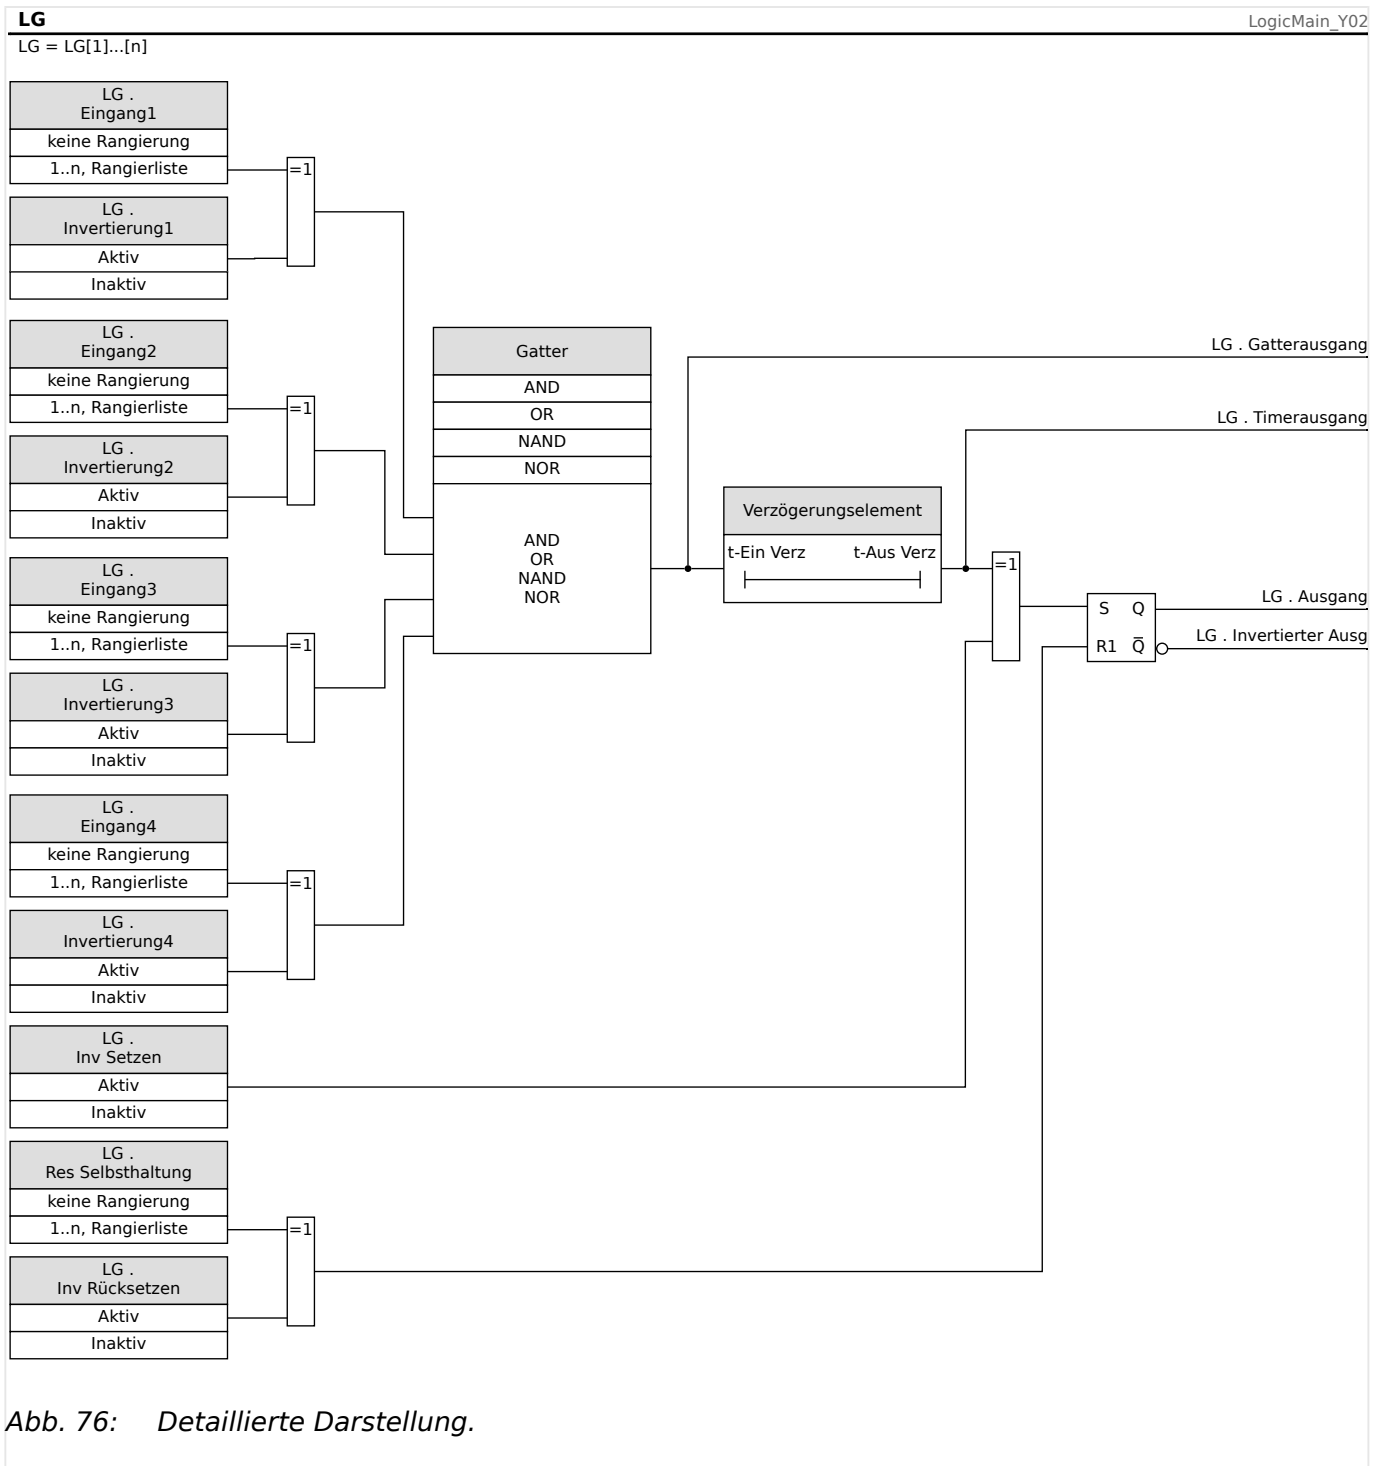 LG
LogicMain_Y02
LG = LG[1]...[n]
LG .
Eingang1
keine Rangierung
1..n, Rangierliste
=1
LG .
Invertierung1
Aktiv
Inaktiv
LG .
Eingang2
keine Rangierung
1..n, Rangierliste
=1
LG .
Invertierung2
Aktiv
Inaktiv
LG .
Eingang3
keine Rangierung
1..n, Rangierliste
=1
LG .
Invertierung3
Aktiv
Inaktiv
LG .
Eingang4
keine Rangierung
1..n, Rangierliste
=1
LG .
Invertierung4
Aktiv
Inaktiv
LG .
Inv Setzen
Aktiv
Inaktiv
LG .
Res Selbsthaltung
keine Rangierung
1..n, Rangierliste
=1
LG .
Inv Rücksetzen
Aktiv
Inaktiv
Gatter
AND
OR
NAND
NOR
AND
OR
NAND
NOR
Verzögerungselement
t-Ein Verz t-Aus Verz
=1
S Q
R1 Q̅
LG . Gatterausgang
LG . Timerausgang
LG . Ausgang
LG . Invertierter Ausg
Abb. 76: Detaillierte Darstellung.